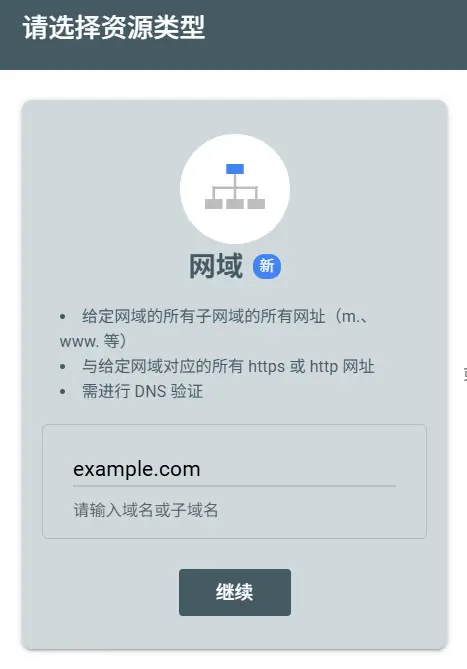 请选择资源类型
网域 新
• 给定网域的所有子网域的所有网址（m.、
www. 等）
• 与给定网域对应的所有 https 或 http 网址
• 需进行 DNS 验证
example.com
请输入域名或子域名
继续